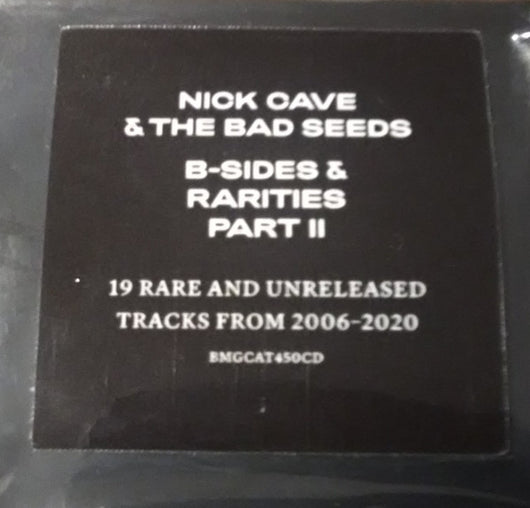 NICK CAVE
& THE BAD SEEDS
B-SIDES &
RARITIES
PART II
19 RARE AND UNRELEASED
TRACKS FROM 2006-2020
BMGCAT450CD